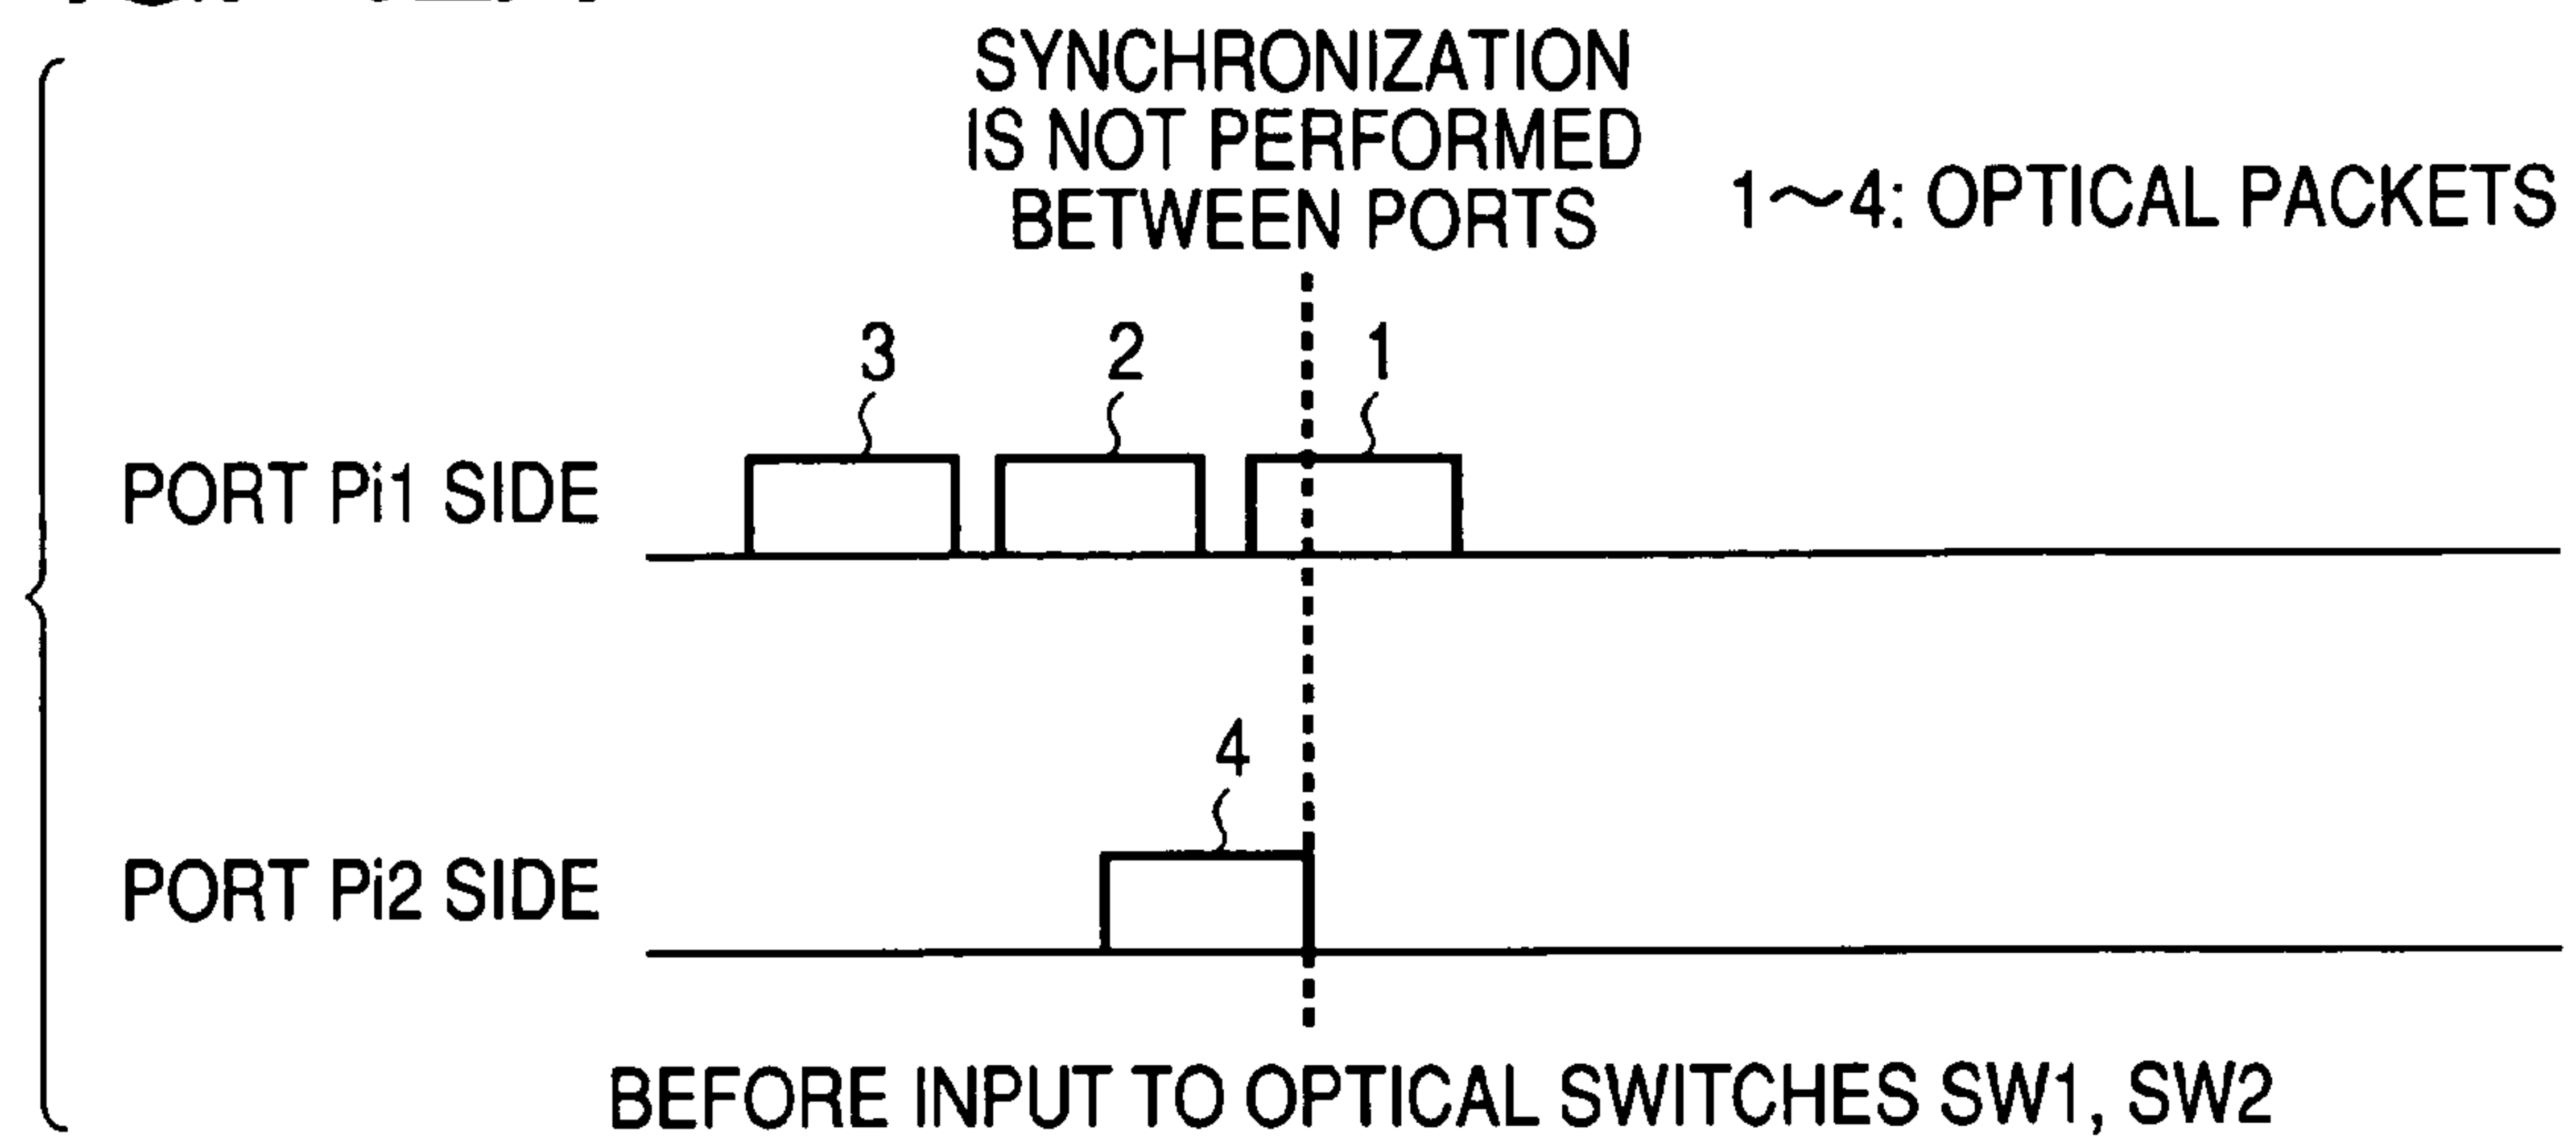 SYNCHRONIZATION
IS NOT PERFORMED
BETWEEN PORTS
1～4: OPTICAL PACKETS
3
2
1
PORT Pi1 SIDE
4
PORT Pi2 SIDE
BEFORE INPUT TO OPTICAL SWITCHES SW1, SW2